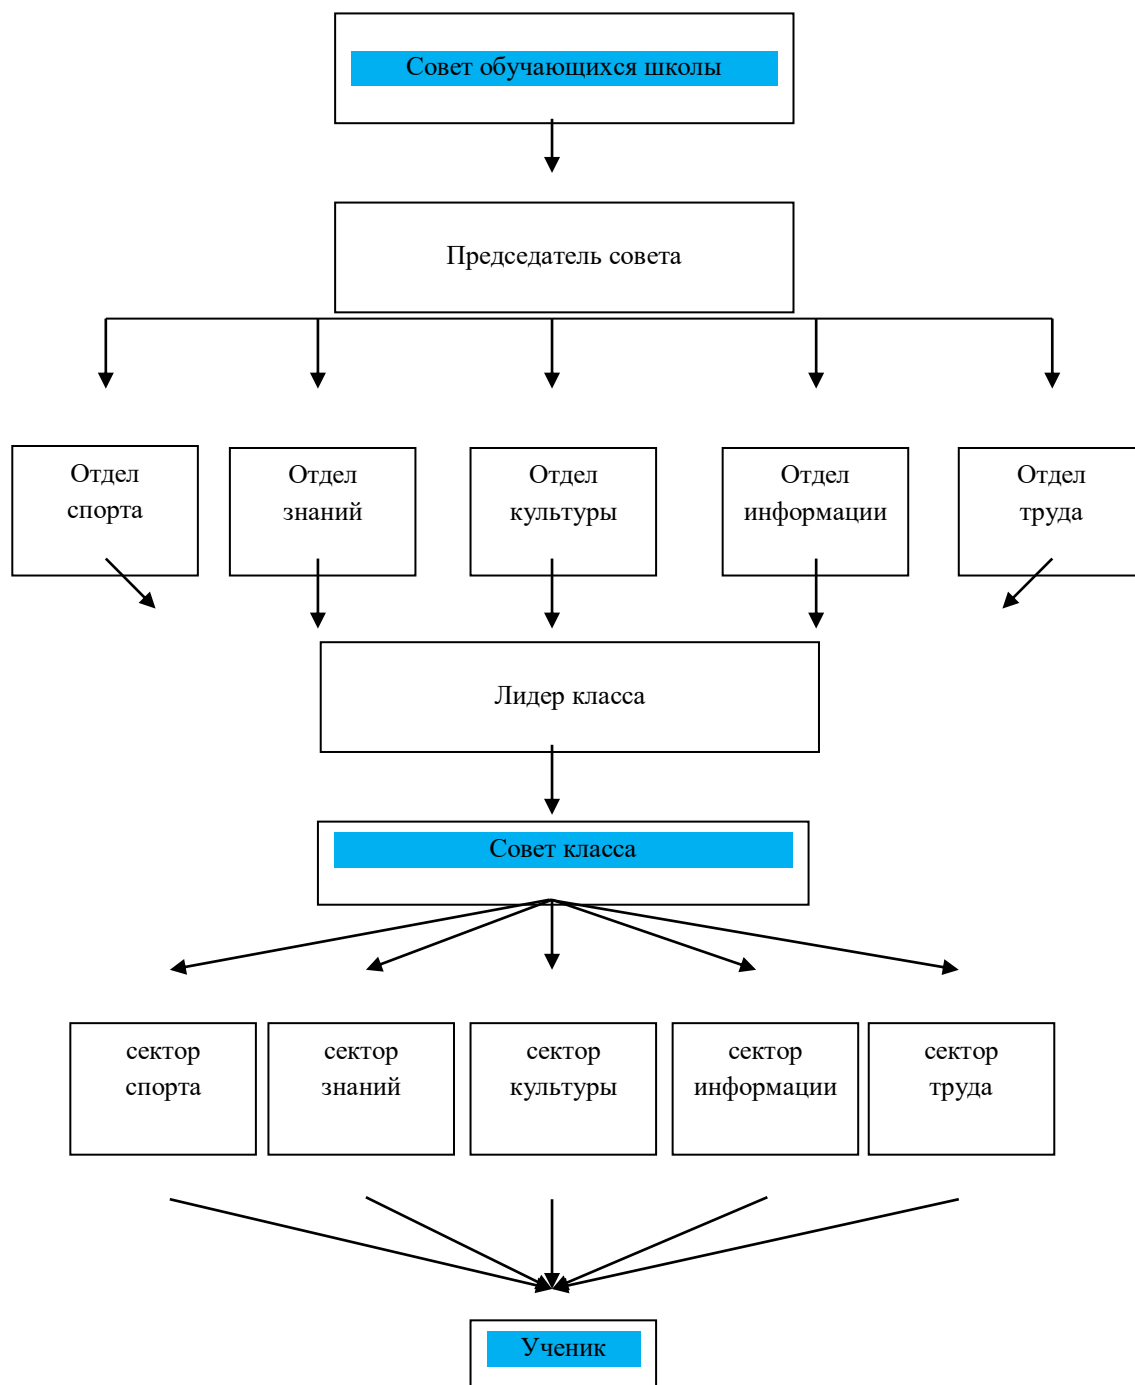 Совет обучающихся школы
Председатель совета
Отдел
спорта
Отдел
знаний
Отдел
культуры
Отдел
информации
Отдел
труда
Лидер класса
Совет класса
сектор
спорта
сектор
знаний
сектор
культуры
сектор
информации
сектор
труда
Ученик